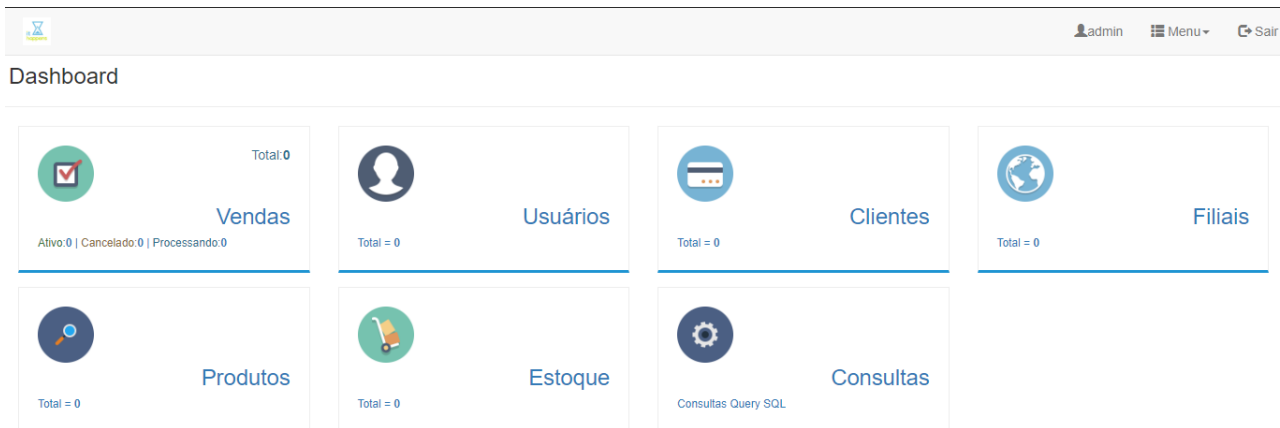 admin Menu Sair
Dashboard
Total:0
Vendas
Ativo:0 | Cancelado:0 | Processando:0
Usuários
Total = 0
Clientes
Total = 0
Filiais
Total = 0
Produtos
Total = 0
Estoque
Total = 0
Consultas
Consultas Query SQL